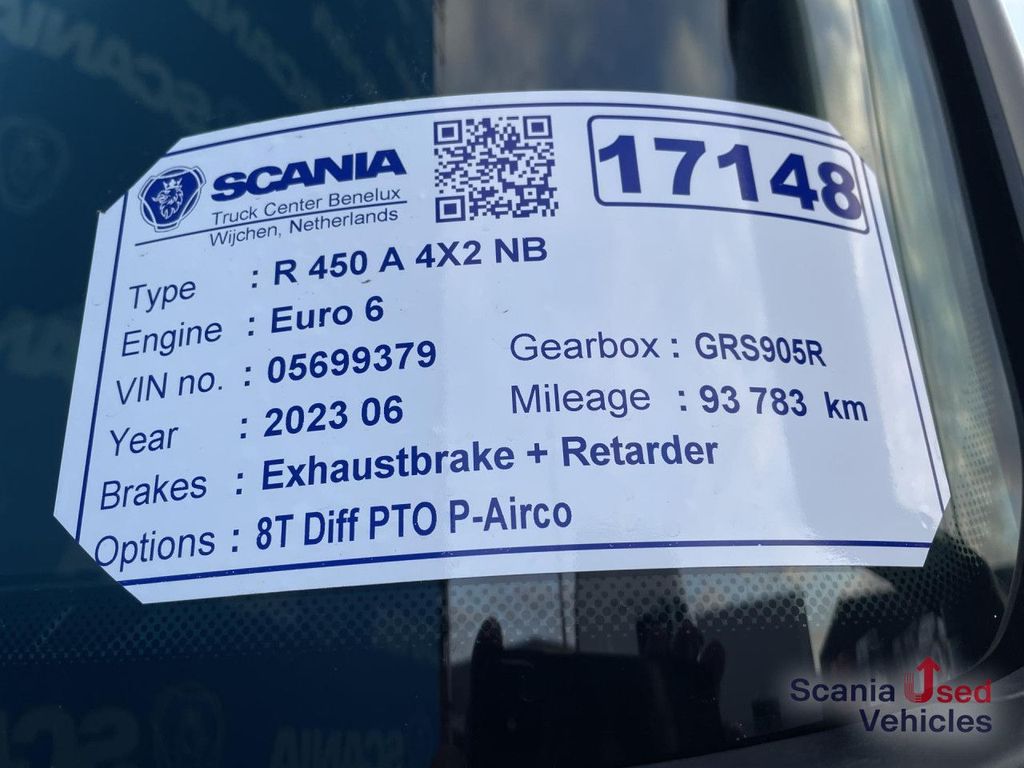 SCANIA
Truck Center Benelux
Wijchen, Netherlands
17148
Type : R 450 A 4X2 NB
Engine : Euro 6
VIN no. : 05699379 Gearbox : GRS905R
Year : 2023 06 Mileage : 93 783 km
Brakes : Exhaustbrake + Retarder
Options : 8T Diff PTO P-Airco
Scania Used
Vehicles